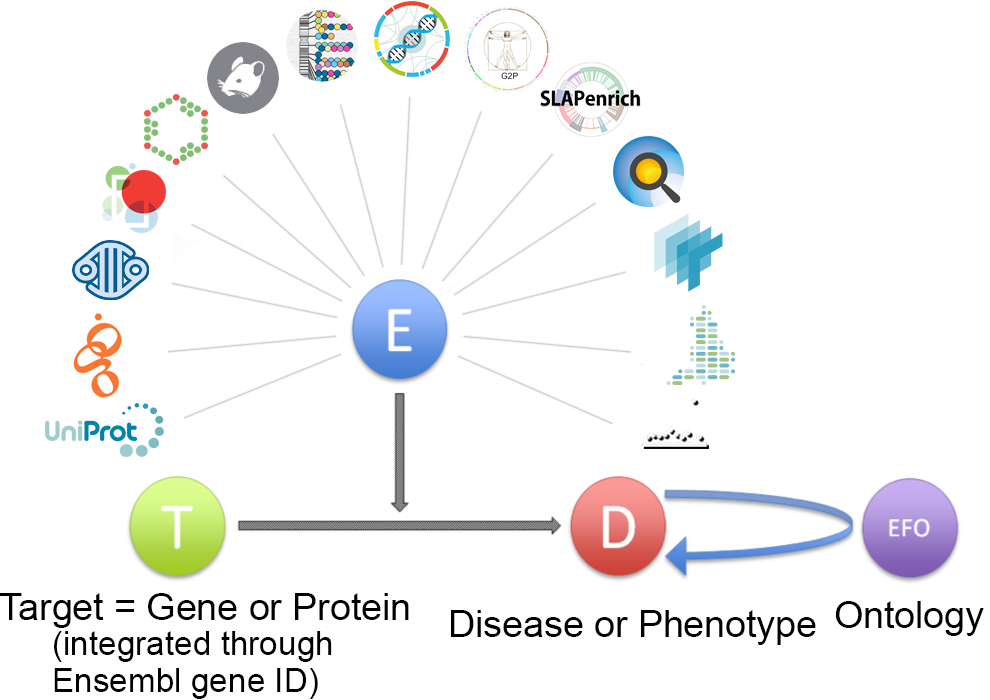 G2P
SLAPenrich
E
UniProt
T
D
EFO
Target = Gene or Protein
(integrated through
Ensembl gene ID)
Disease or Phenotype
Ontology